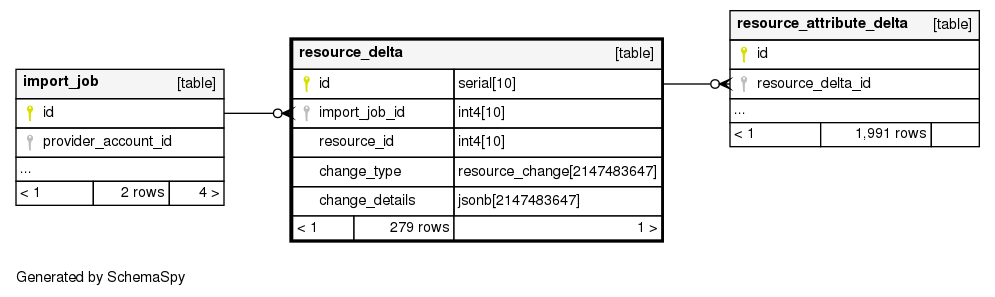 import_job [table]
id
provider_account_id
...
< 1 2 rows 4 >
resource_delta [table]
id serial[10]
import_job_id int4[10]
resource_id int4[10]
change_type resource_change[2147483647]
change_details jsonb[2147483647]
< 1 279 rows 1 >
resource_attribute_delta [table]
id
resource_delta_id
...
< 1 1,991 rows
Generated by SchemaSpy